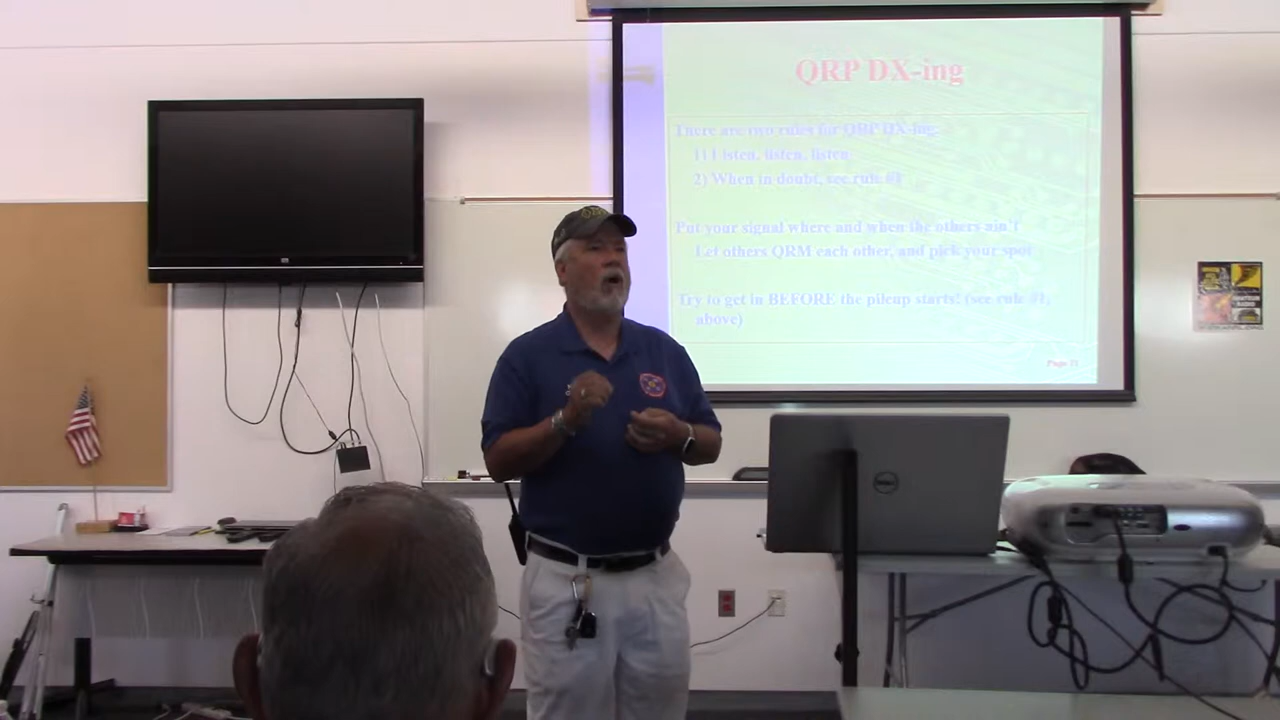 QRP DX-ing
There are two rules for QRP DX-ing:
1) Listen, listen, listen
2) When in doubt, see rule #1
Put your signal where and when the others ain't
Let others QRM each other, and pick your spot
Try to get in BEFORE the pileup starts! (see rule #1,
above)
Page 21
DELL